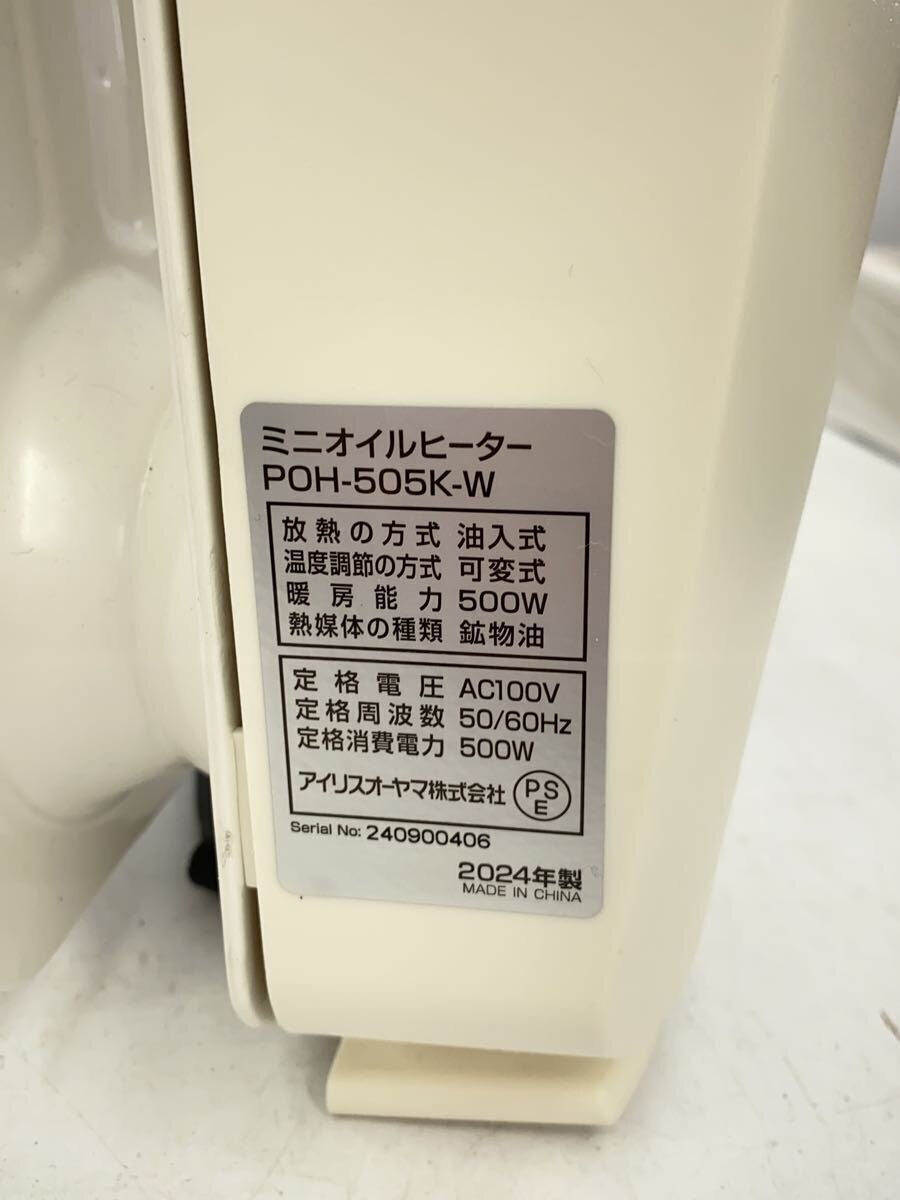 ミニオイルヒーター
POH-505K-W
放熱の方式 油入式
温度調節の方式 可変式
暖房能力 500W
熱媒体の種類 鉱物油
定格電圧 AC100V
定格周波数 50/60Hz
定格消費電力 500W
アイリスオーヤマ株式会社 PSE
Serial No: 240900406
2024年製
MADE IN CHINA